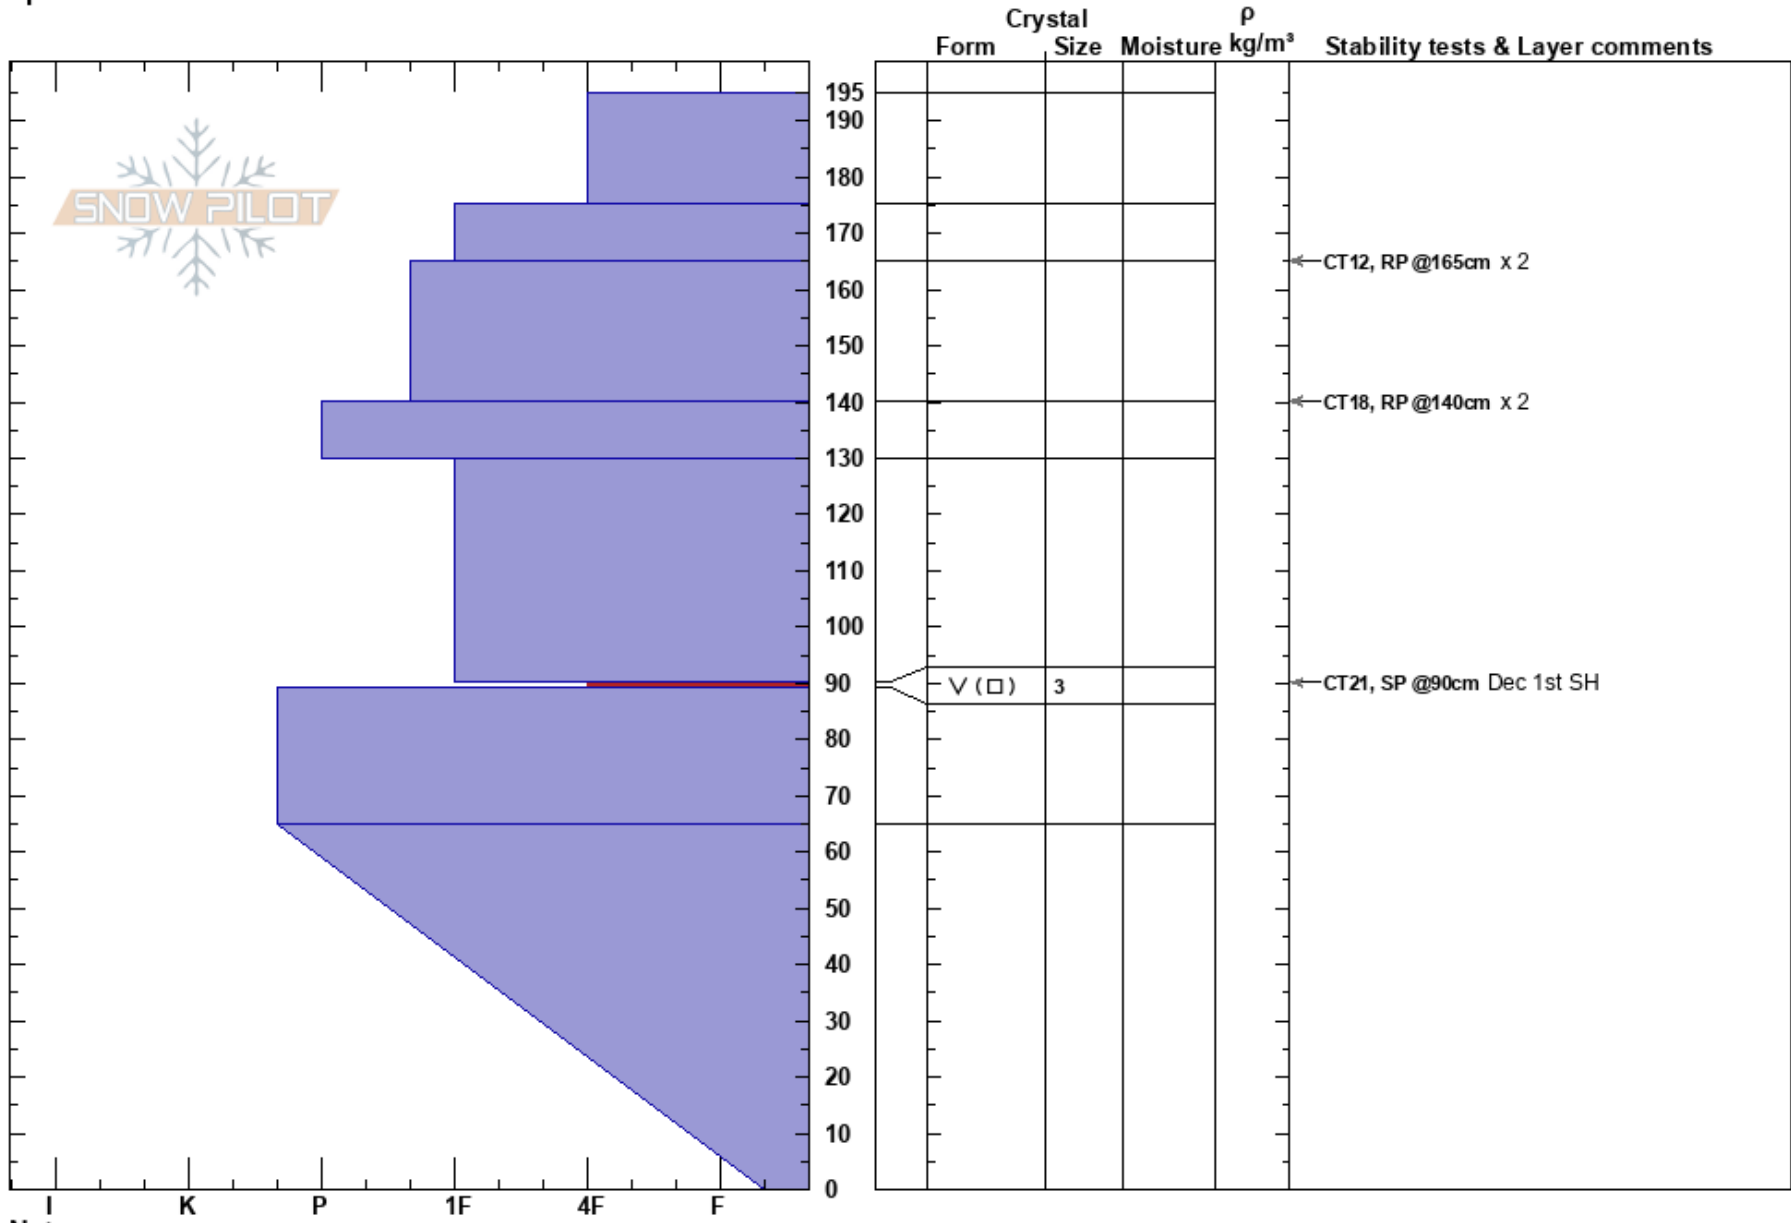 Crystal ρ
Form Size Moisture kg/m³ Stability tests & Layer comments
SNOW PILOT
195
190
180
170
CT12, RP @165cm x 2
160
150
140 CT18, RP @140cm x 2
130
120
110
100
90 V (□) 3 CT21, SP @90cm Dec 1st SH
80
70
60
50
40
30
20
10
0
I K P 1F 4F F